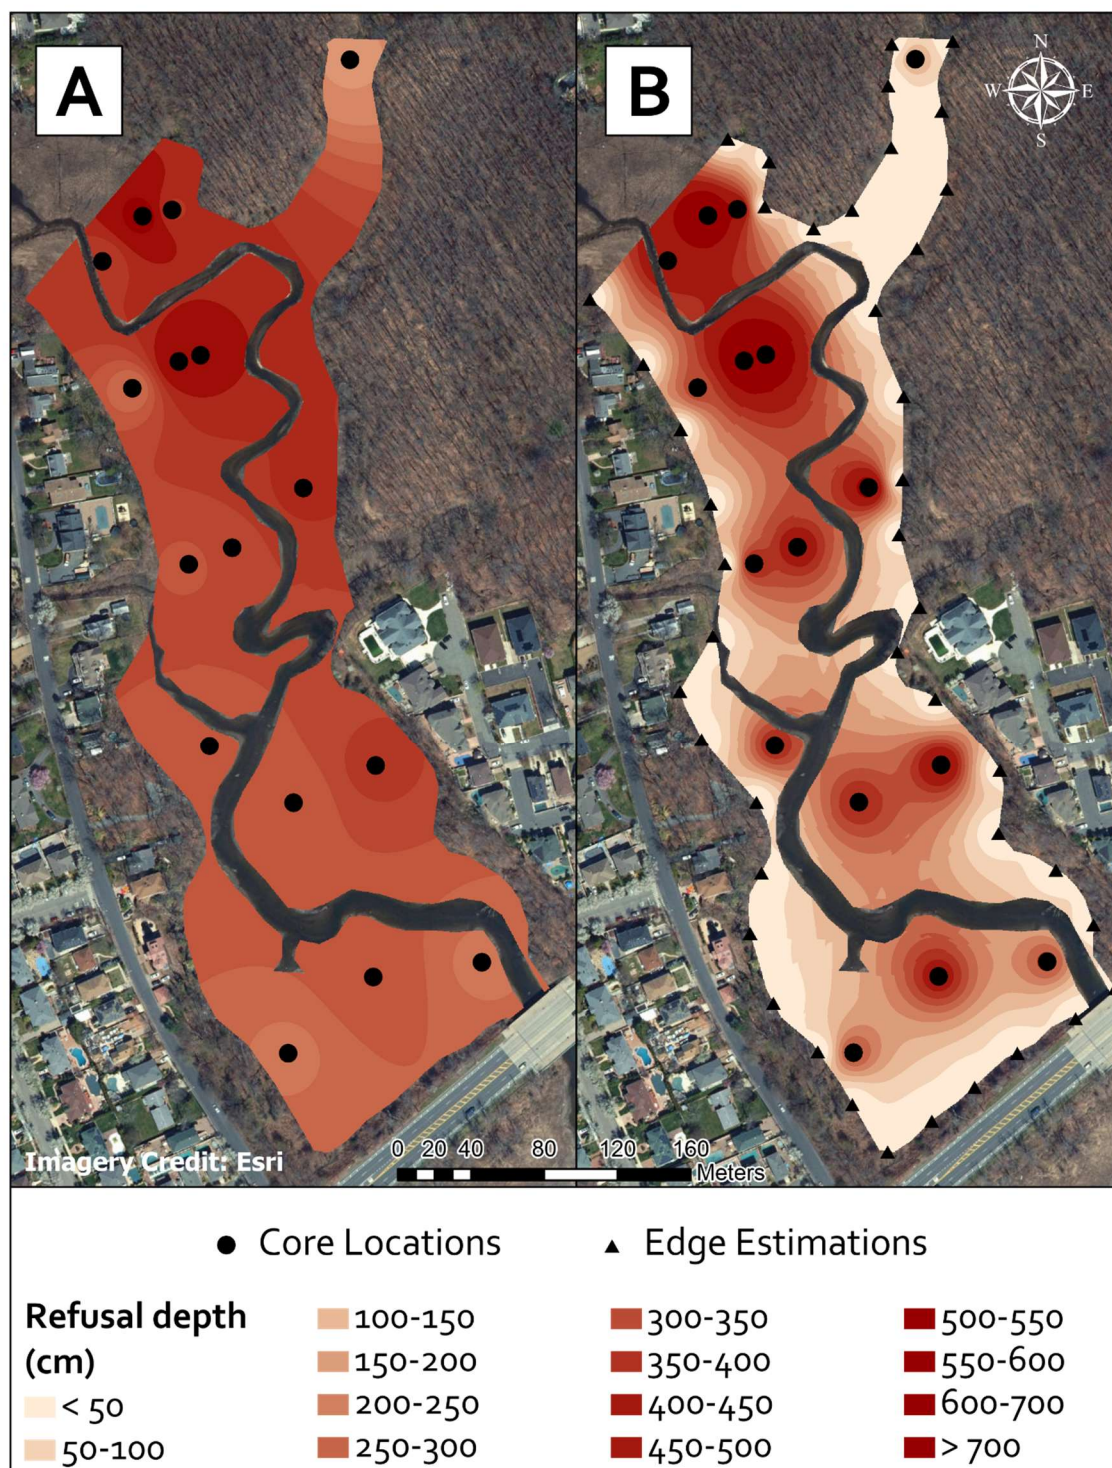 A
B
N
W E
S
Imagery Credit: Esri
0 20 40 80 120 160
Meters
Core Locations
Edge Estimations
Refusal depth
(cm)
< 50
50-100
100-150
150-200
200-250
250-300
300-350
350-400
400-450
450-500
500-550
550-600
600-700
> 700